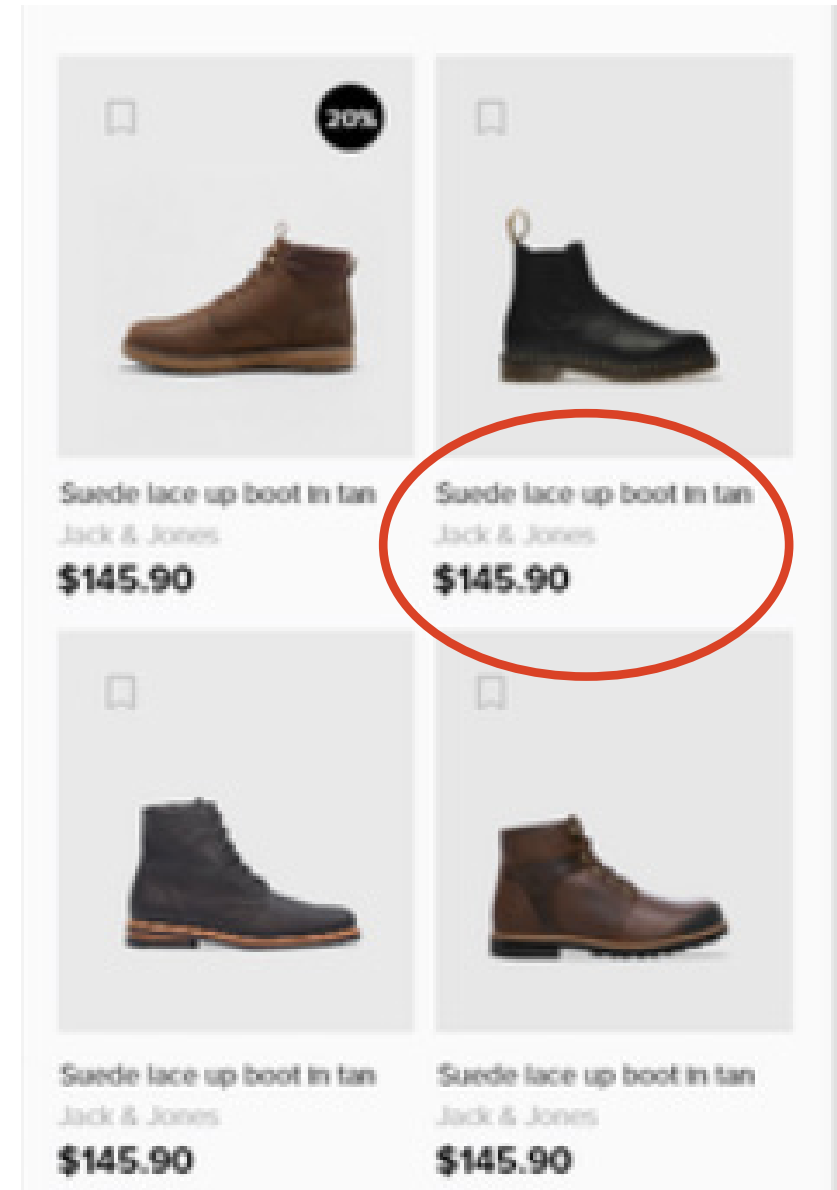 20%
Suede lace up boot in tan
Jack & Jones
$145.90
Suede lace up boot in tan
Jack & Jones
$145.90
Suede lace up boot in tan
Jack & Jones
$145.90
Suede lace up boot in tan
Jack & Jones
$145.90